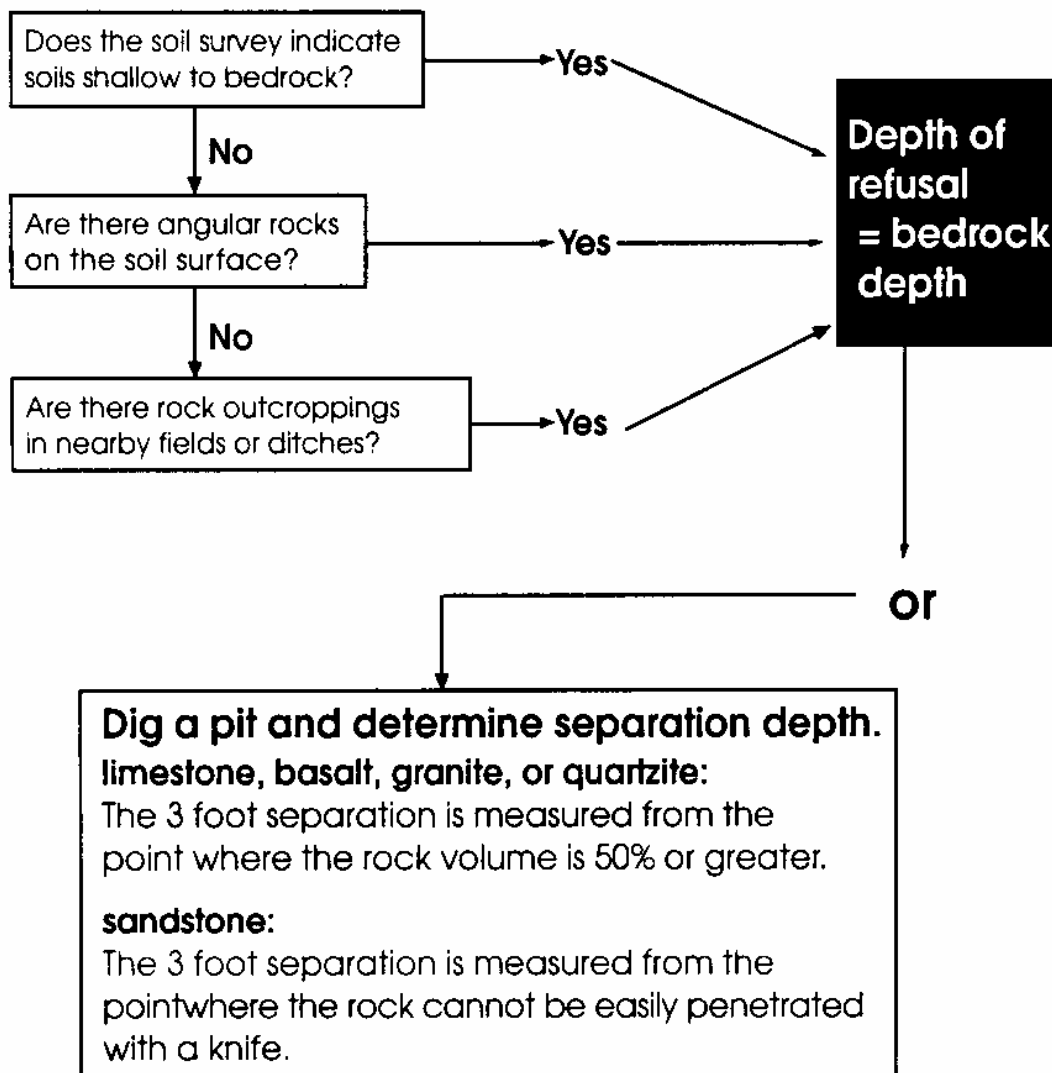 Does the soil survey indicate
soils shallow to bedrock?
Yes
No
Are there angular rocks
on the soil surface?
Yes
No
Are there rock outcroppings
in nearby fields or ditches?
Yes
Depth of
refusal
= bedrock
depth
or
Dig a pit and determine separation depth.
limestone, basalt, granite, or quartzite:
The 3 foot separation is measured from the
point where the rock volume is 50% or greater.
sandstone:
The 3 foot separation is measured from the
pointwhere the rock cannot be easily penetrated
with a knife.